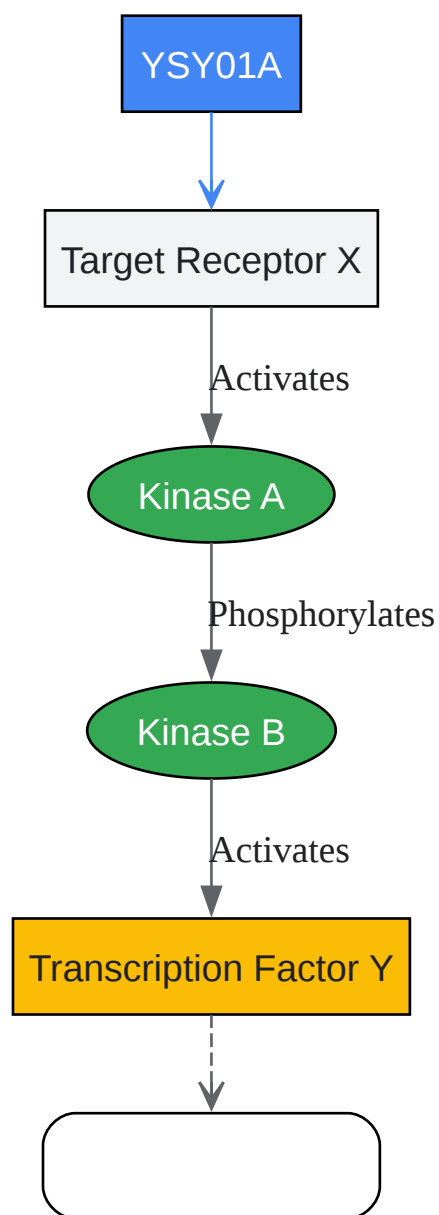 YSY01A
Target Receptor X
Activates
Kinase A
Phosphorylates
Kinase B
Activates
Transcription Factor Y